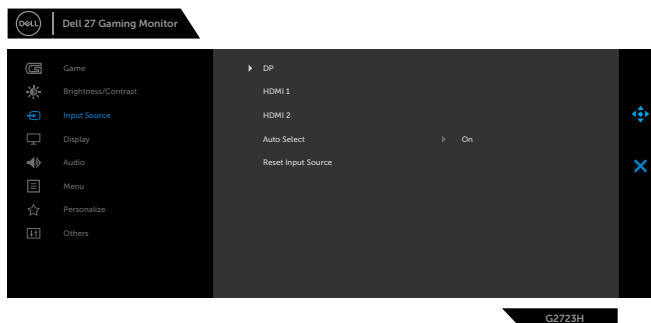 DELL Dell 27 Gaming Monitor
Game
Brightness/Contrast
Input Source
Display
Audio
Menu
Personalize
Others
DP
HDMI 1
HDMI 2
Auto Select On
Reset Input Source
G2723H